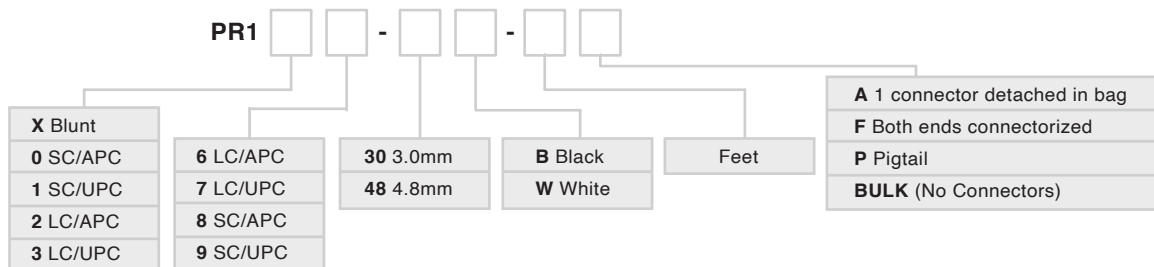 PR1 - -
X Blunt
0 SC/APC
1 SC/UPC
2 LC/APC
3 LC/UPC
6 LC/APC
7 LC/UPC
8 SC/APC
9 SC/UPC
30 3.0mm
48 4.8mm
B Black
W White
Feet
A 1 connector detached in bag
F Both ends connectorized
P Pigtail
BULK (No Connectors)